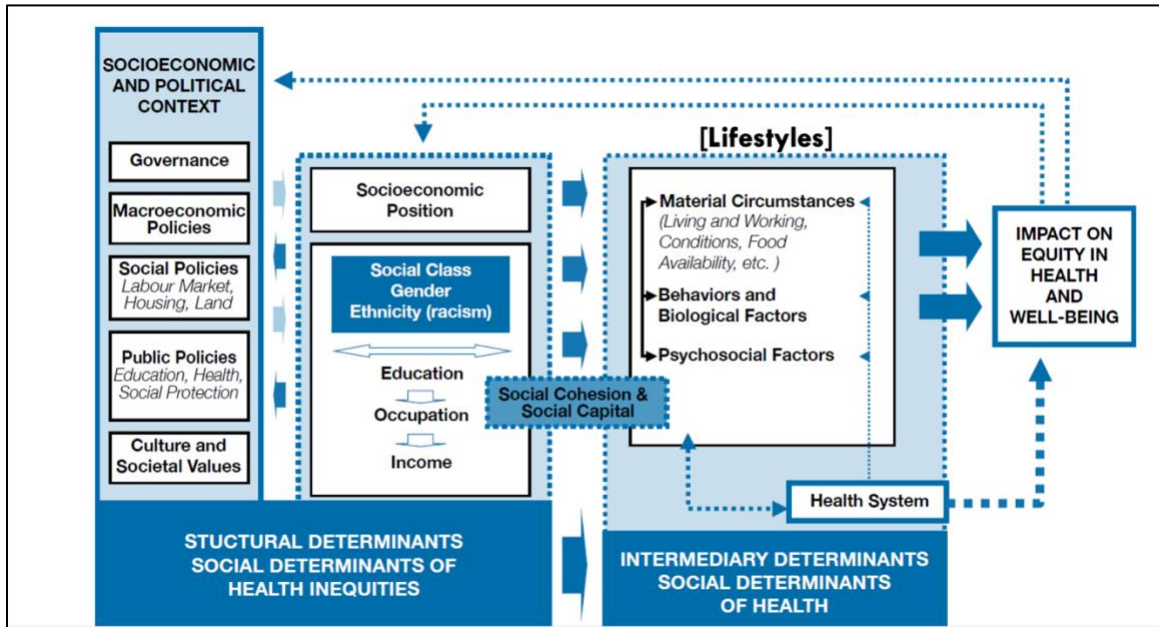 SOCIOECONOMIC
AND POLITICAL
CONTEXT
Governance
Macroeconomic
Policies
Social Policies
Labour Market,
Housing, Land
Public Policies
Education, Health,
Social Protection
Culture and
Societal Values
Socioeconomic
Position
Social Class
Gender
Ethnicity (racism)
Education
Occupation
Income
Social Cohesion &
Social Capital
[Lifestyles]
Material Circumstances
(Living and Working,
Conditions, Food
Availability, etc. )
Behaviors and
Biological Factors
Psychosocial Factors
Health System
IMPACT ON
EQUITY IN
HEALTH
AND
WELL-BEING
STUCTURAL DETERMINANTS
SOCIAL DETERMINANTS OF
HEALTH INEQUITIES
INTERMEDIARY DETERMINANTS
SOCIAL DETERMINANTS
OF HEALTH